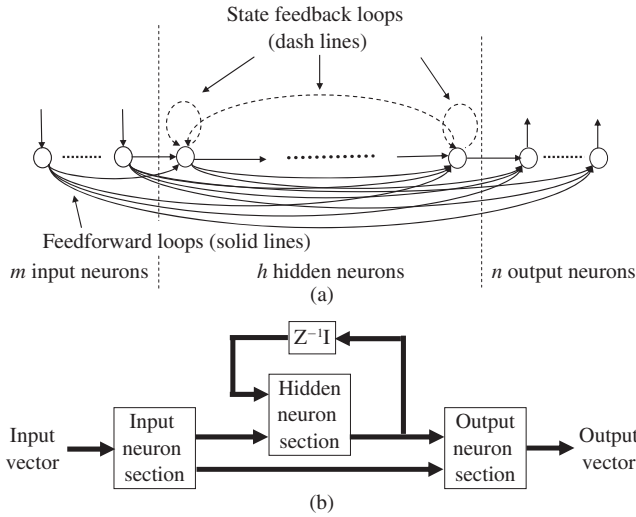 State feedback loops
(dash lines)
Feedforward loops (solid lines)
m input neurons
h hidden neurons
n output neurons
(a)
Z⁻¹I
Hidden
neuron
section
Input
vector
Input
neuron
section
Output
neuron
section
Output
vector
(b)